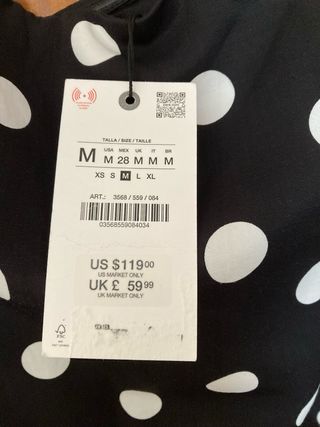 TALLA / SIZE / TAILLE
USA MEX UK IT BR
M M 28 M M M
XS S M L XL
ART.: 3568 / 559 / 084
03568559084034
US $119.00
US MARKET ONLY
UK £ 59.99
UK MARKET ONLY
FSC